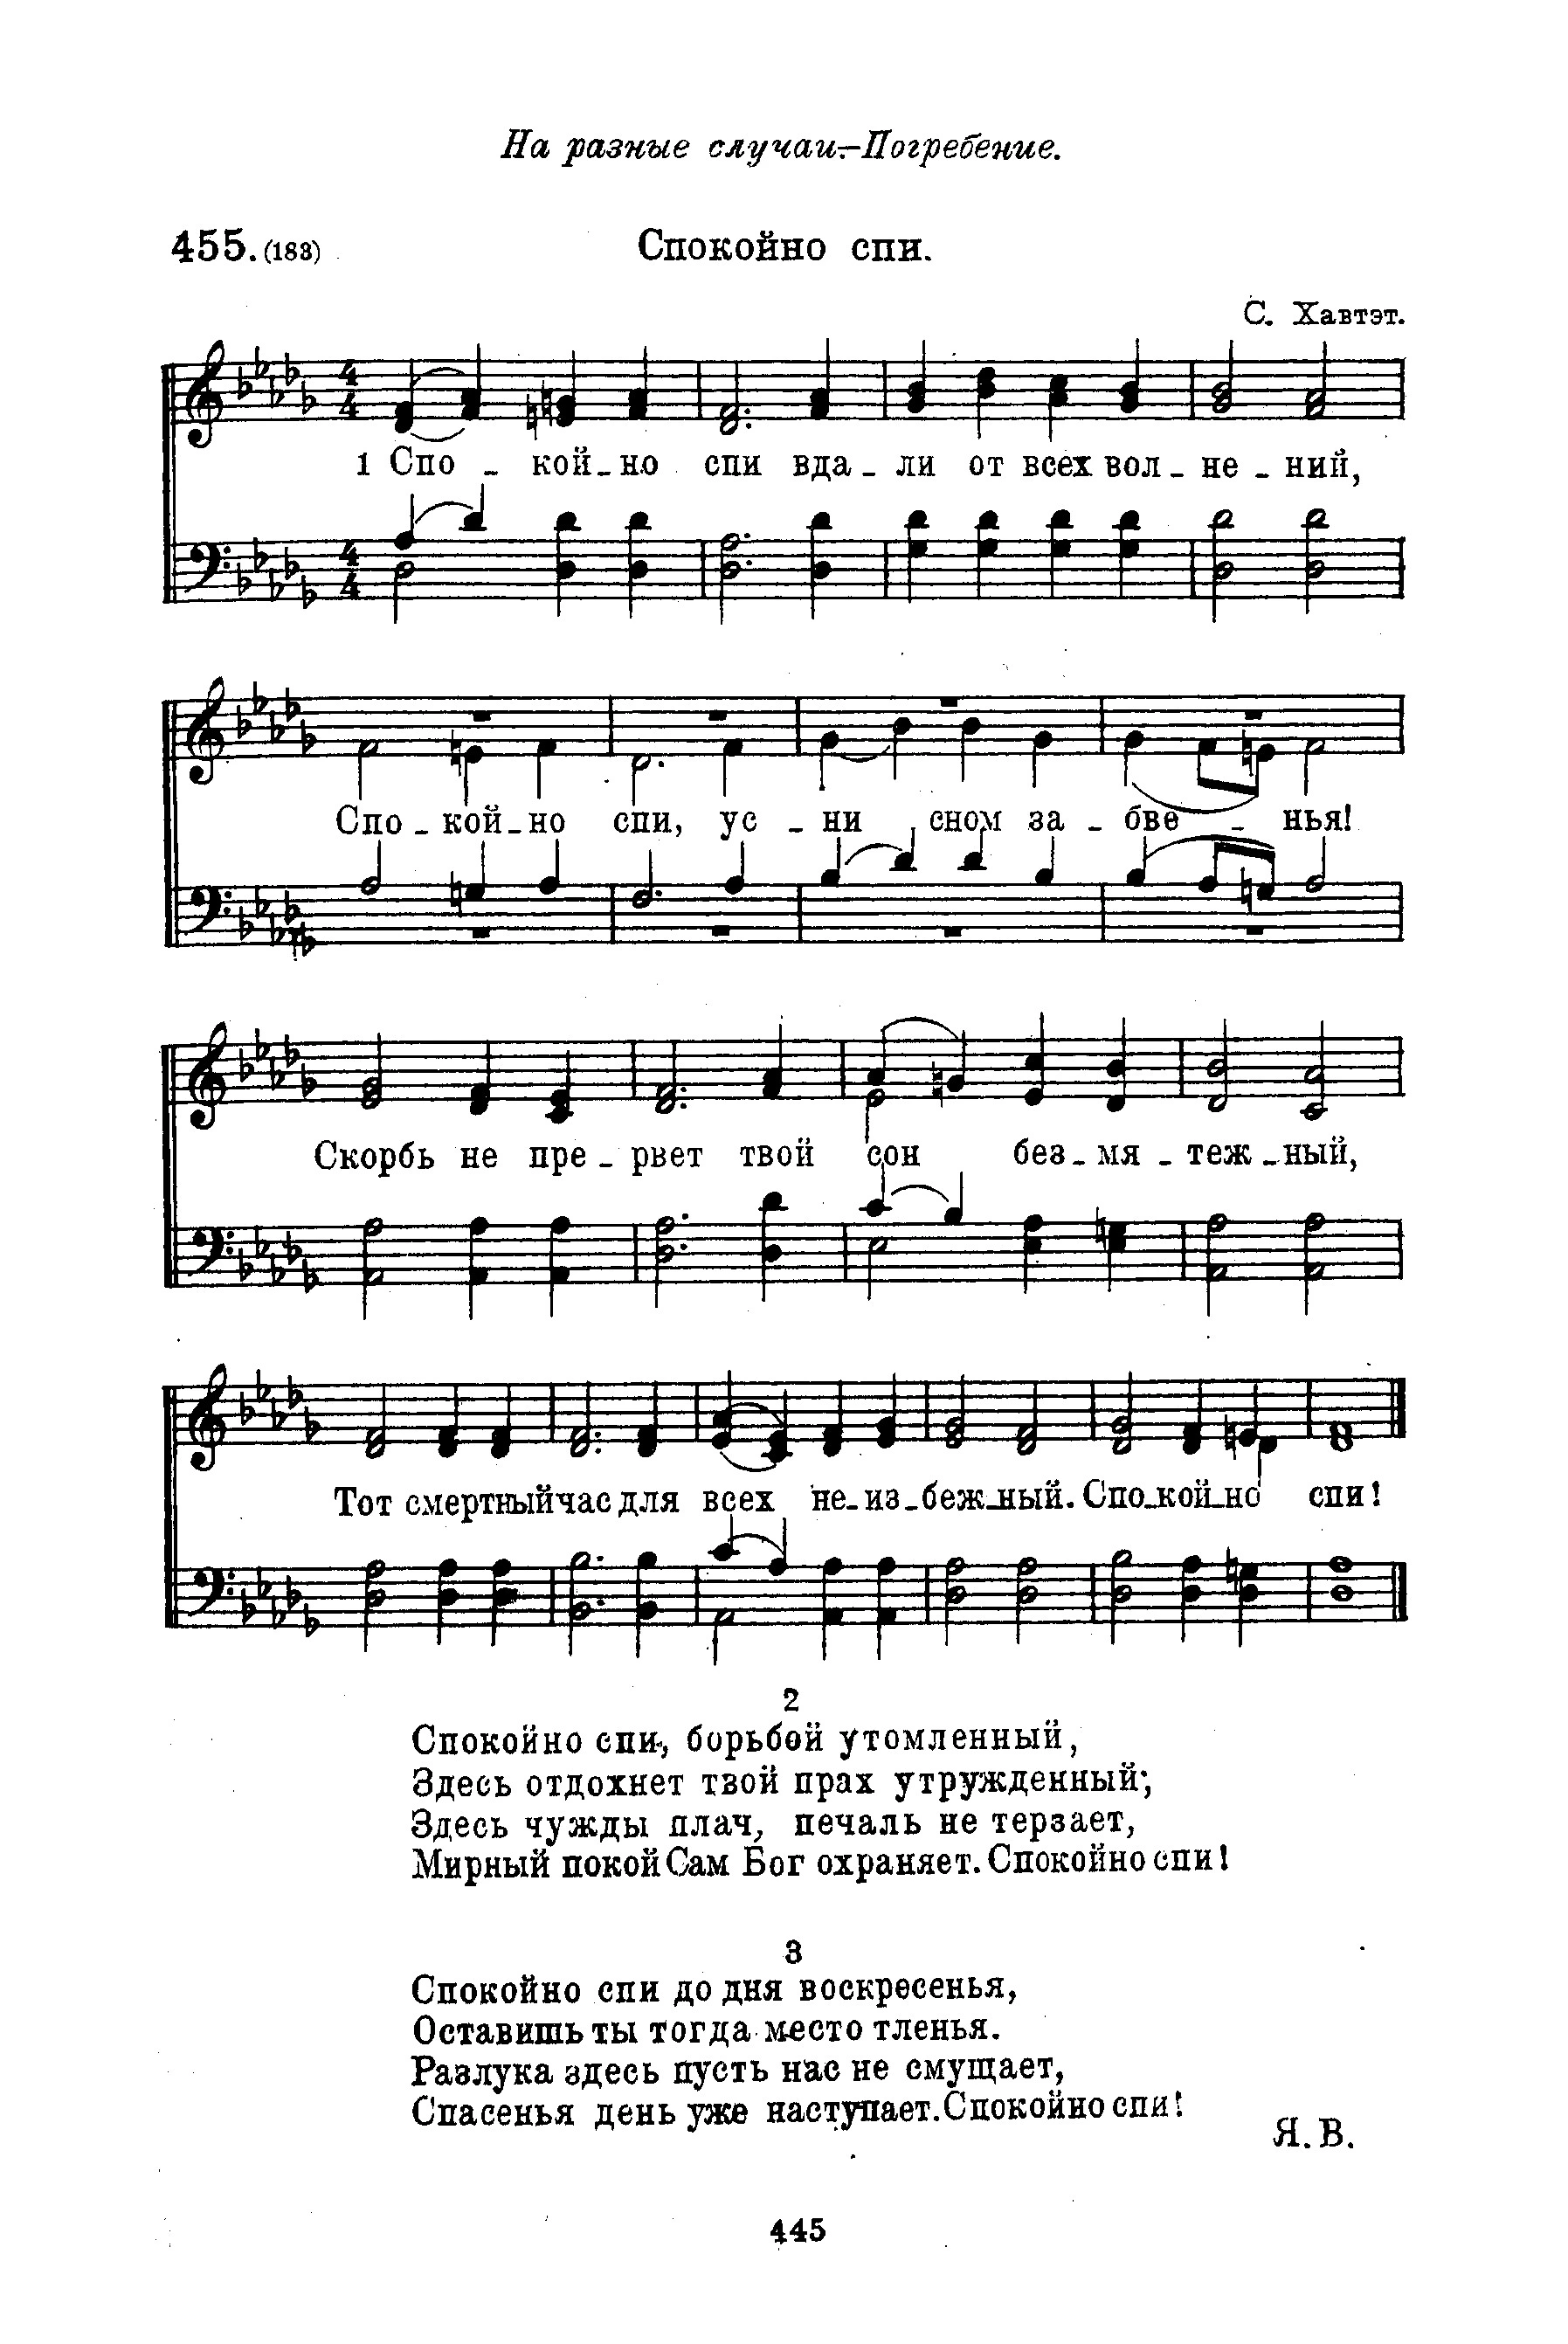 На разные случаи.—Погребение.
455. (183)
Спокойно спи.
С. Хавтэт.
4/4
1 Спо - кой - но спи вда - ли от всех вол - не - ний,
4/4
Спо - кой - но спи, ус - ни сном за - бве - нья!
Скорбь не пре - рвет твой сон без - мя - теж - ный,
Тот смертный час для всех не - из - беж - ный. Спо - кой - но спи!
2
Спокойно спи, борьбой утомленный,
Здесь отдохнет твой прах утружденный;
Здесь чужды плач, печаль не терзает,
Мирный покой Сам Бог охраняет. Спокойно спи!
3
Спокойно спи до дня воскресенья,
Оставишь ты тогда место тленья.
Разлука здесь пусть нас не смущает,
Спасенья день уже наступает. Спокойно спи!
Я. В.
445